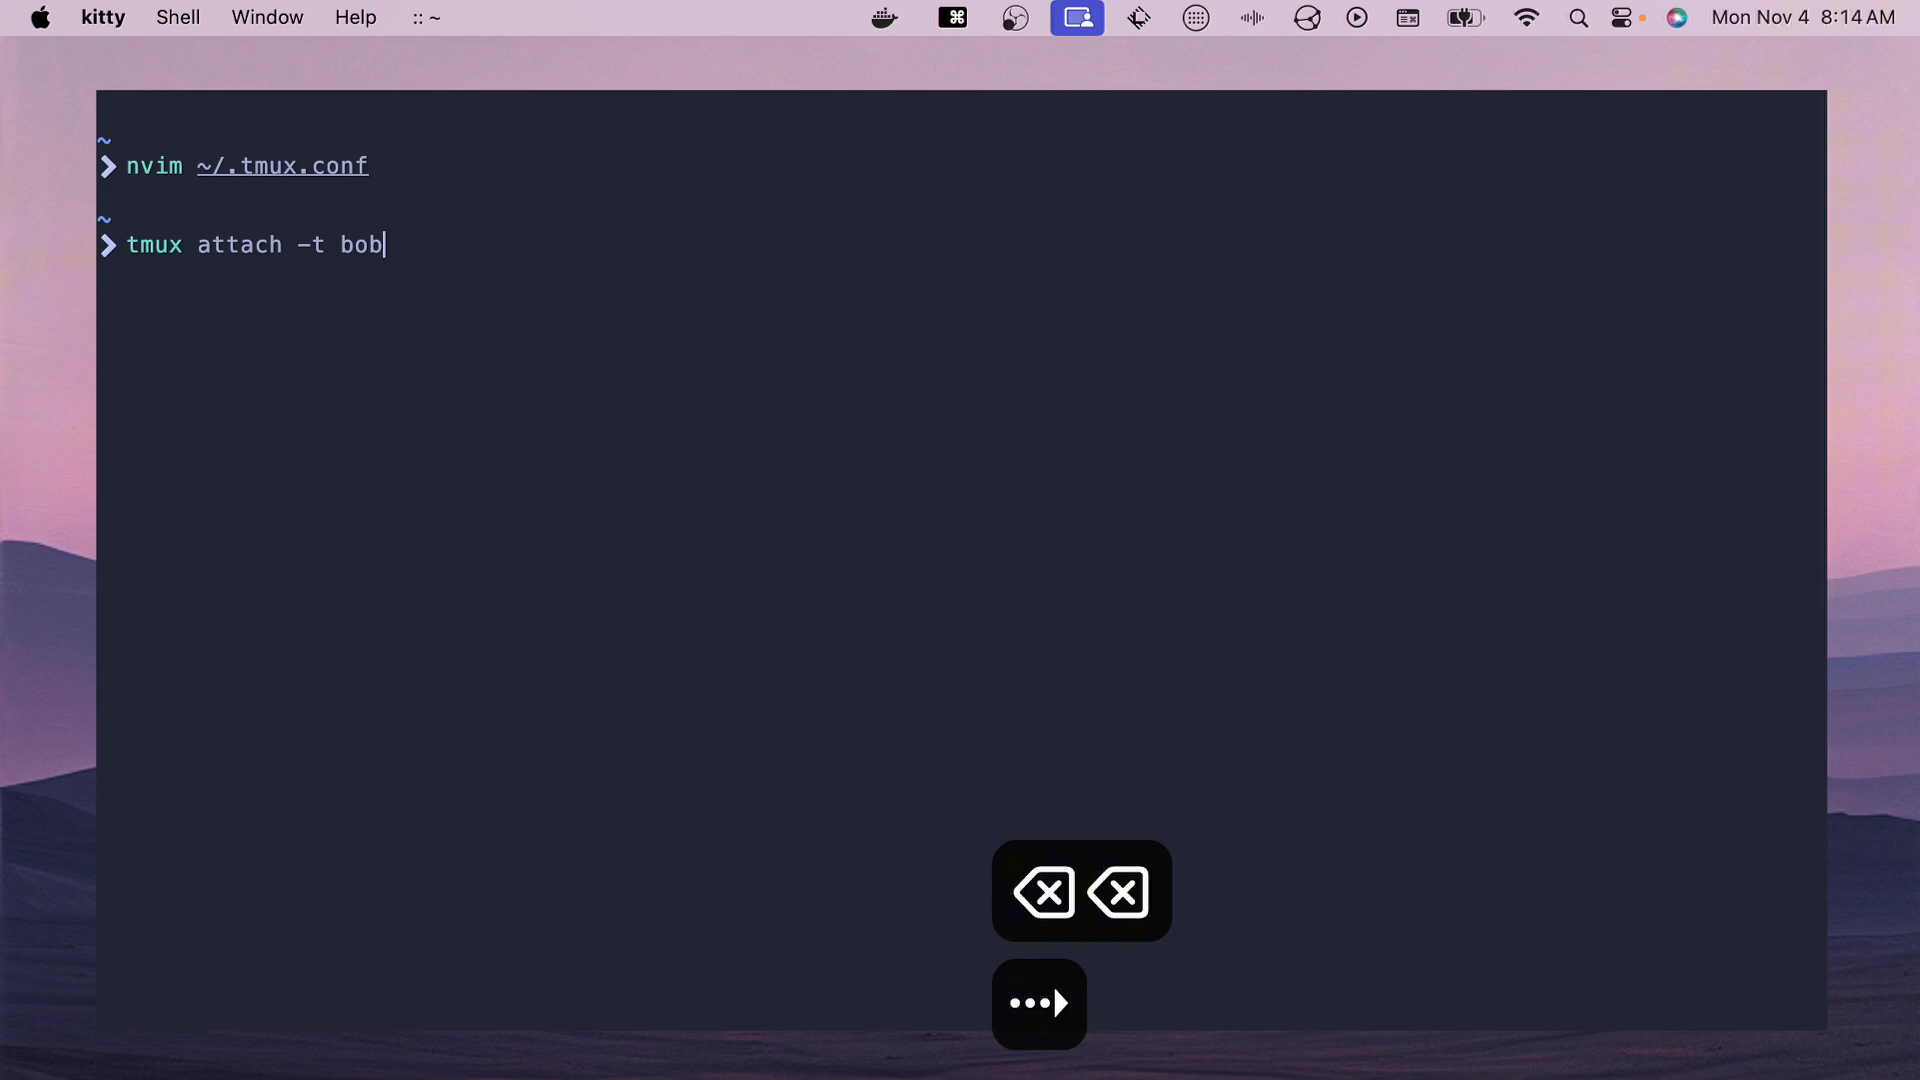 kitty Shell Window Help :: ~ Mon Nov 4 8:14 AM
~
❯ nvim ~/.tmux.conf
~
❯ tmux attach -t bob